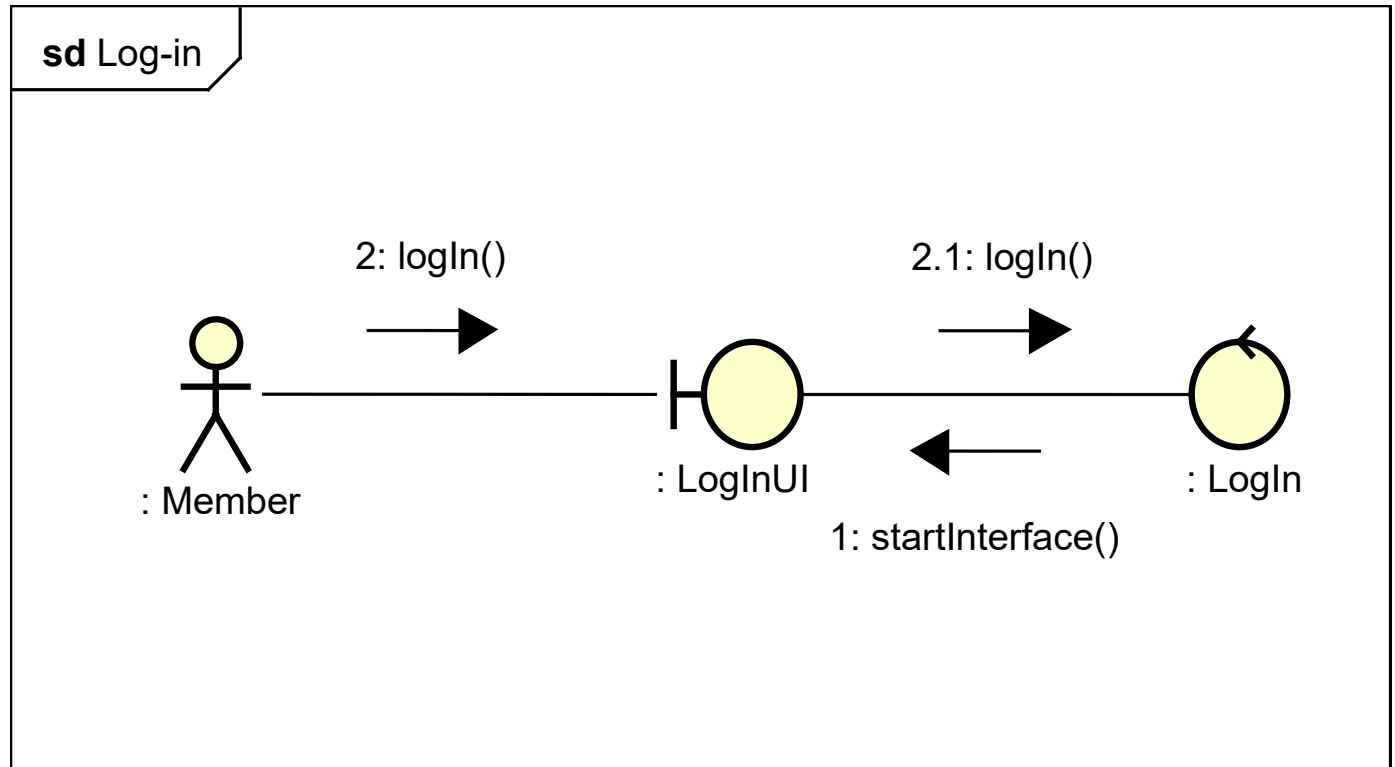 sd Log-in
2: logIn()
2.1: logIn()
: Member
: LogInUI
: LogIn
1: startInterface()